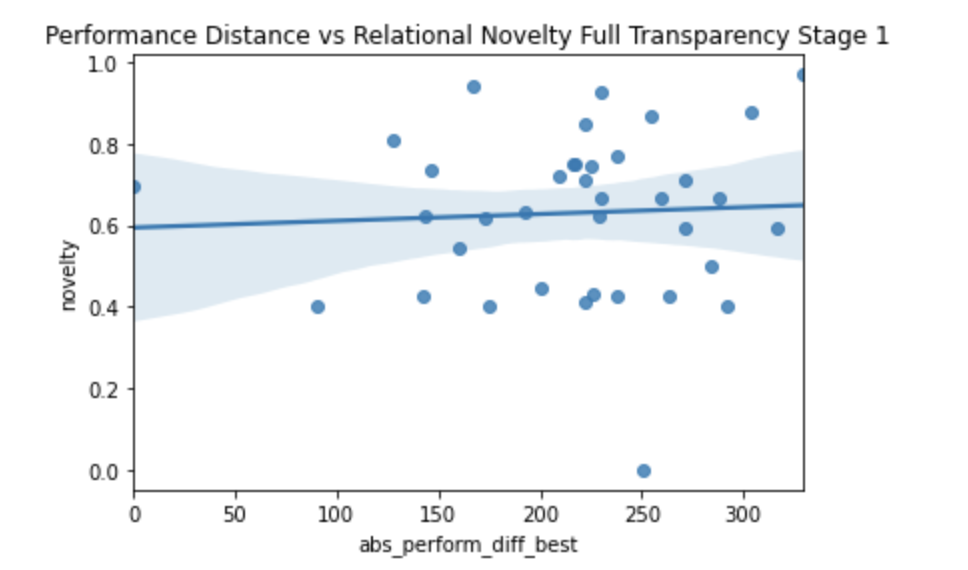 Performance Distance vs Relational Novelty Full Transparency Stage 1
1.0
0.8
0.6
0.4
0.2
0.0
novelty
0 50 100 150 200 250 300
abs_perform_diff_best